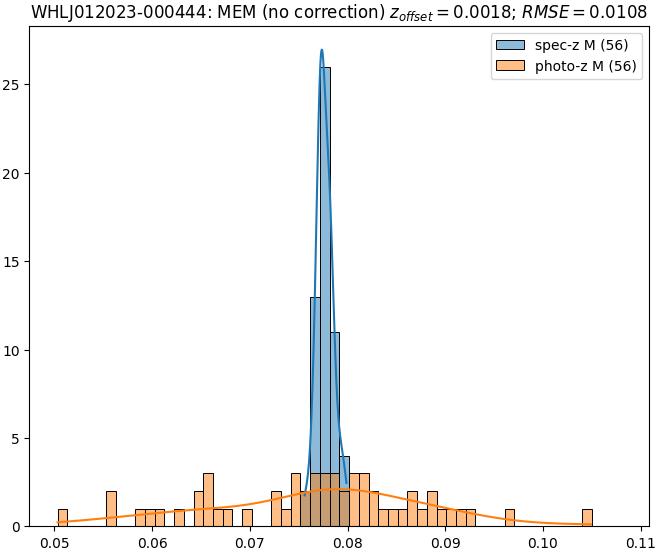 WHLJ012023-000444: MEM (no correction) z_offset = 0.0018; RMSE = 0.0108
spec-z M (56)
photo-z M (56)
25
20
15
10
5
0
0.05 0.06 0.07 0.08 0.09 0.10 0.11